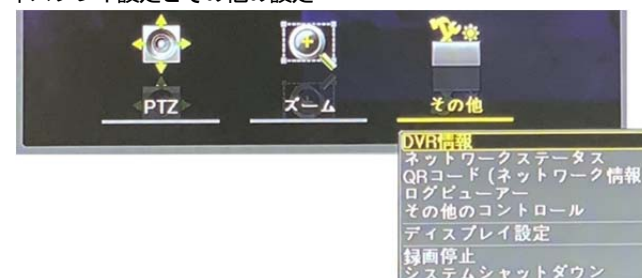 PTZ
ズーム
その他
DVR情報
ネットワークステータス
QRコード (ネットワーク情報
ログビューアー
その他のコントロール
ディスプレイ設定
録画停止
システムシャットダウン